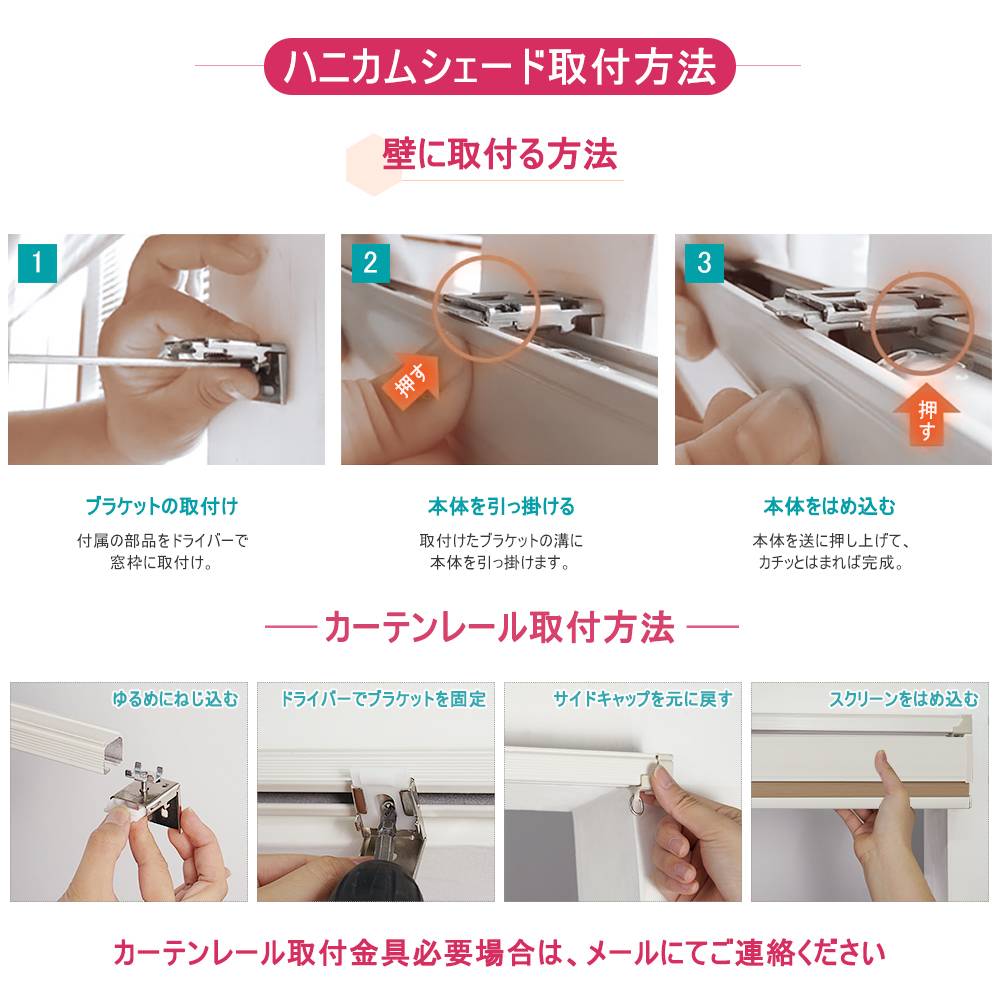 ハニカムシェード取付方法
壁に取付る方法
1
2
3
押す
押す
ブラケットの取付け
付属の部品をドライバーで
窓枠に取付け。
本体を引っ掛ける
取付けたブラケットの溝に
本体を引っ掛けます。
本体をはめ込む
本体を送に押し上げて、
カチッとはまれば完成。
カーテンレール取付方法
ゆるめにねじ込む
ドライバーでブラケットを固定
サイドキャップを元に戻す
スクリーンをはめ込む
カーテンレール取付金具必要場合は、メールにてご連絡ください